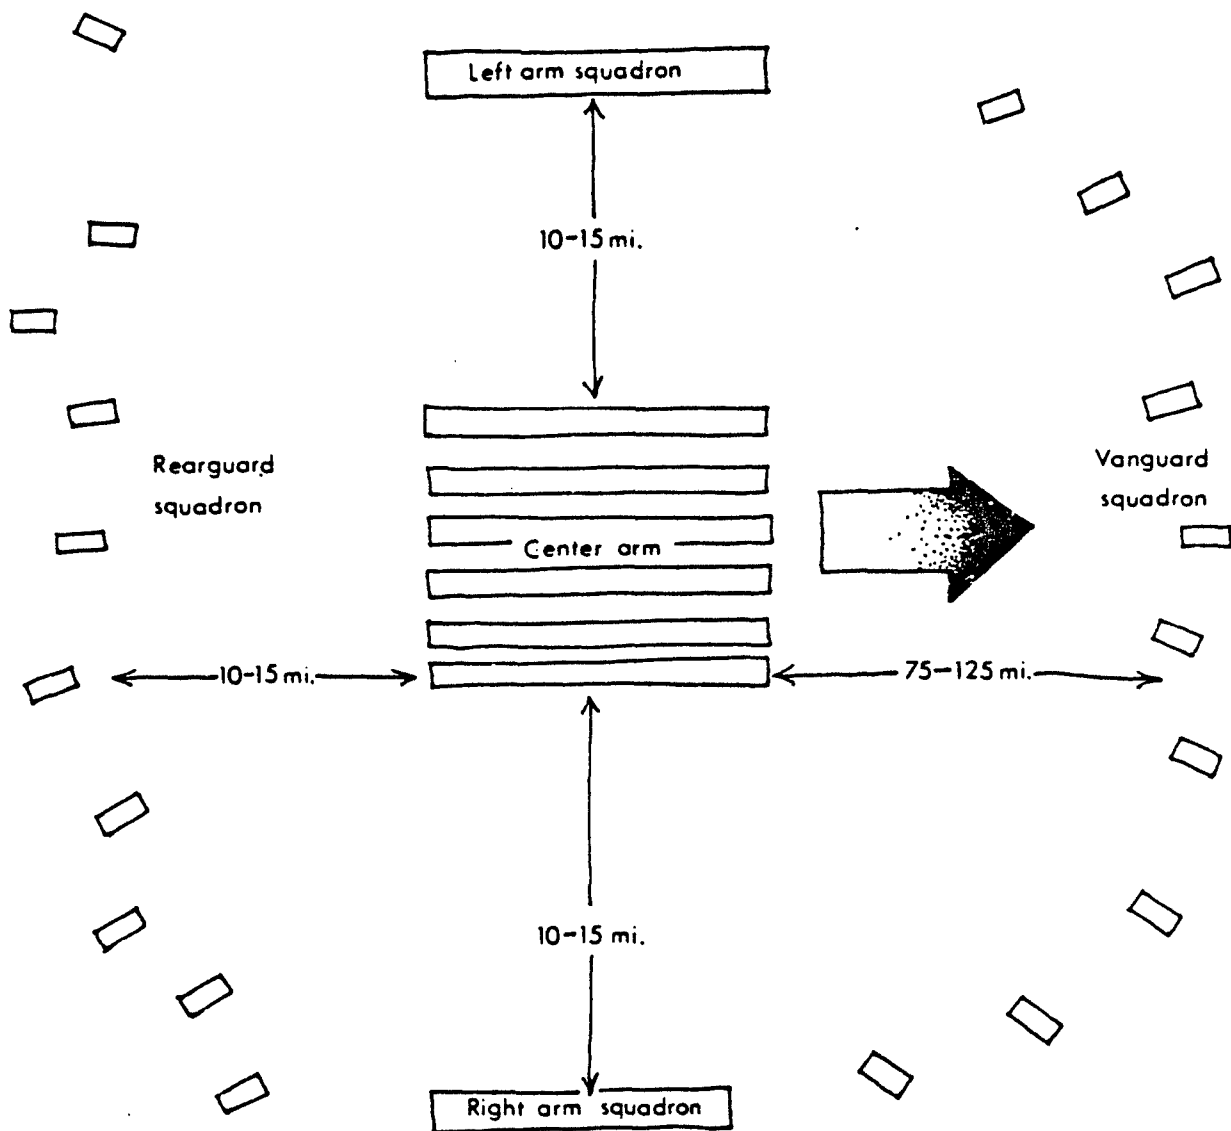 Left arm squadron
10-15 mi.
Rearguard
squadron
Vanguard
squadron
Center arm
10-15 mi.
75-125 mi.
10-15 mi.
Right arm squadron